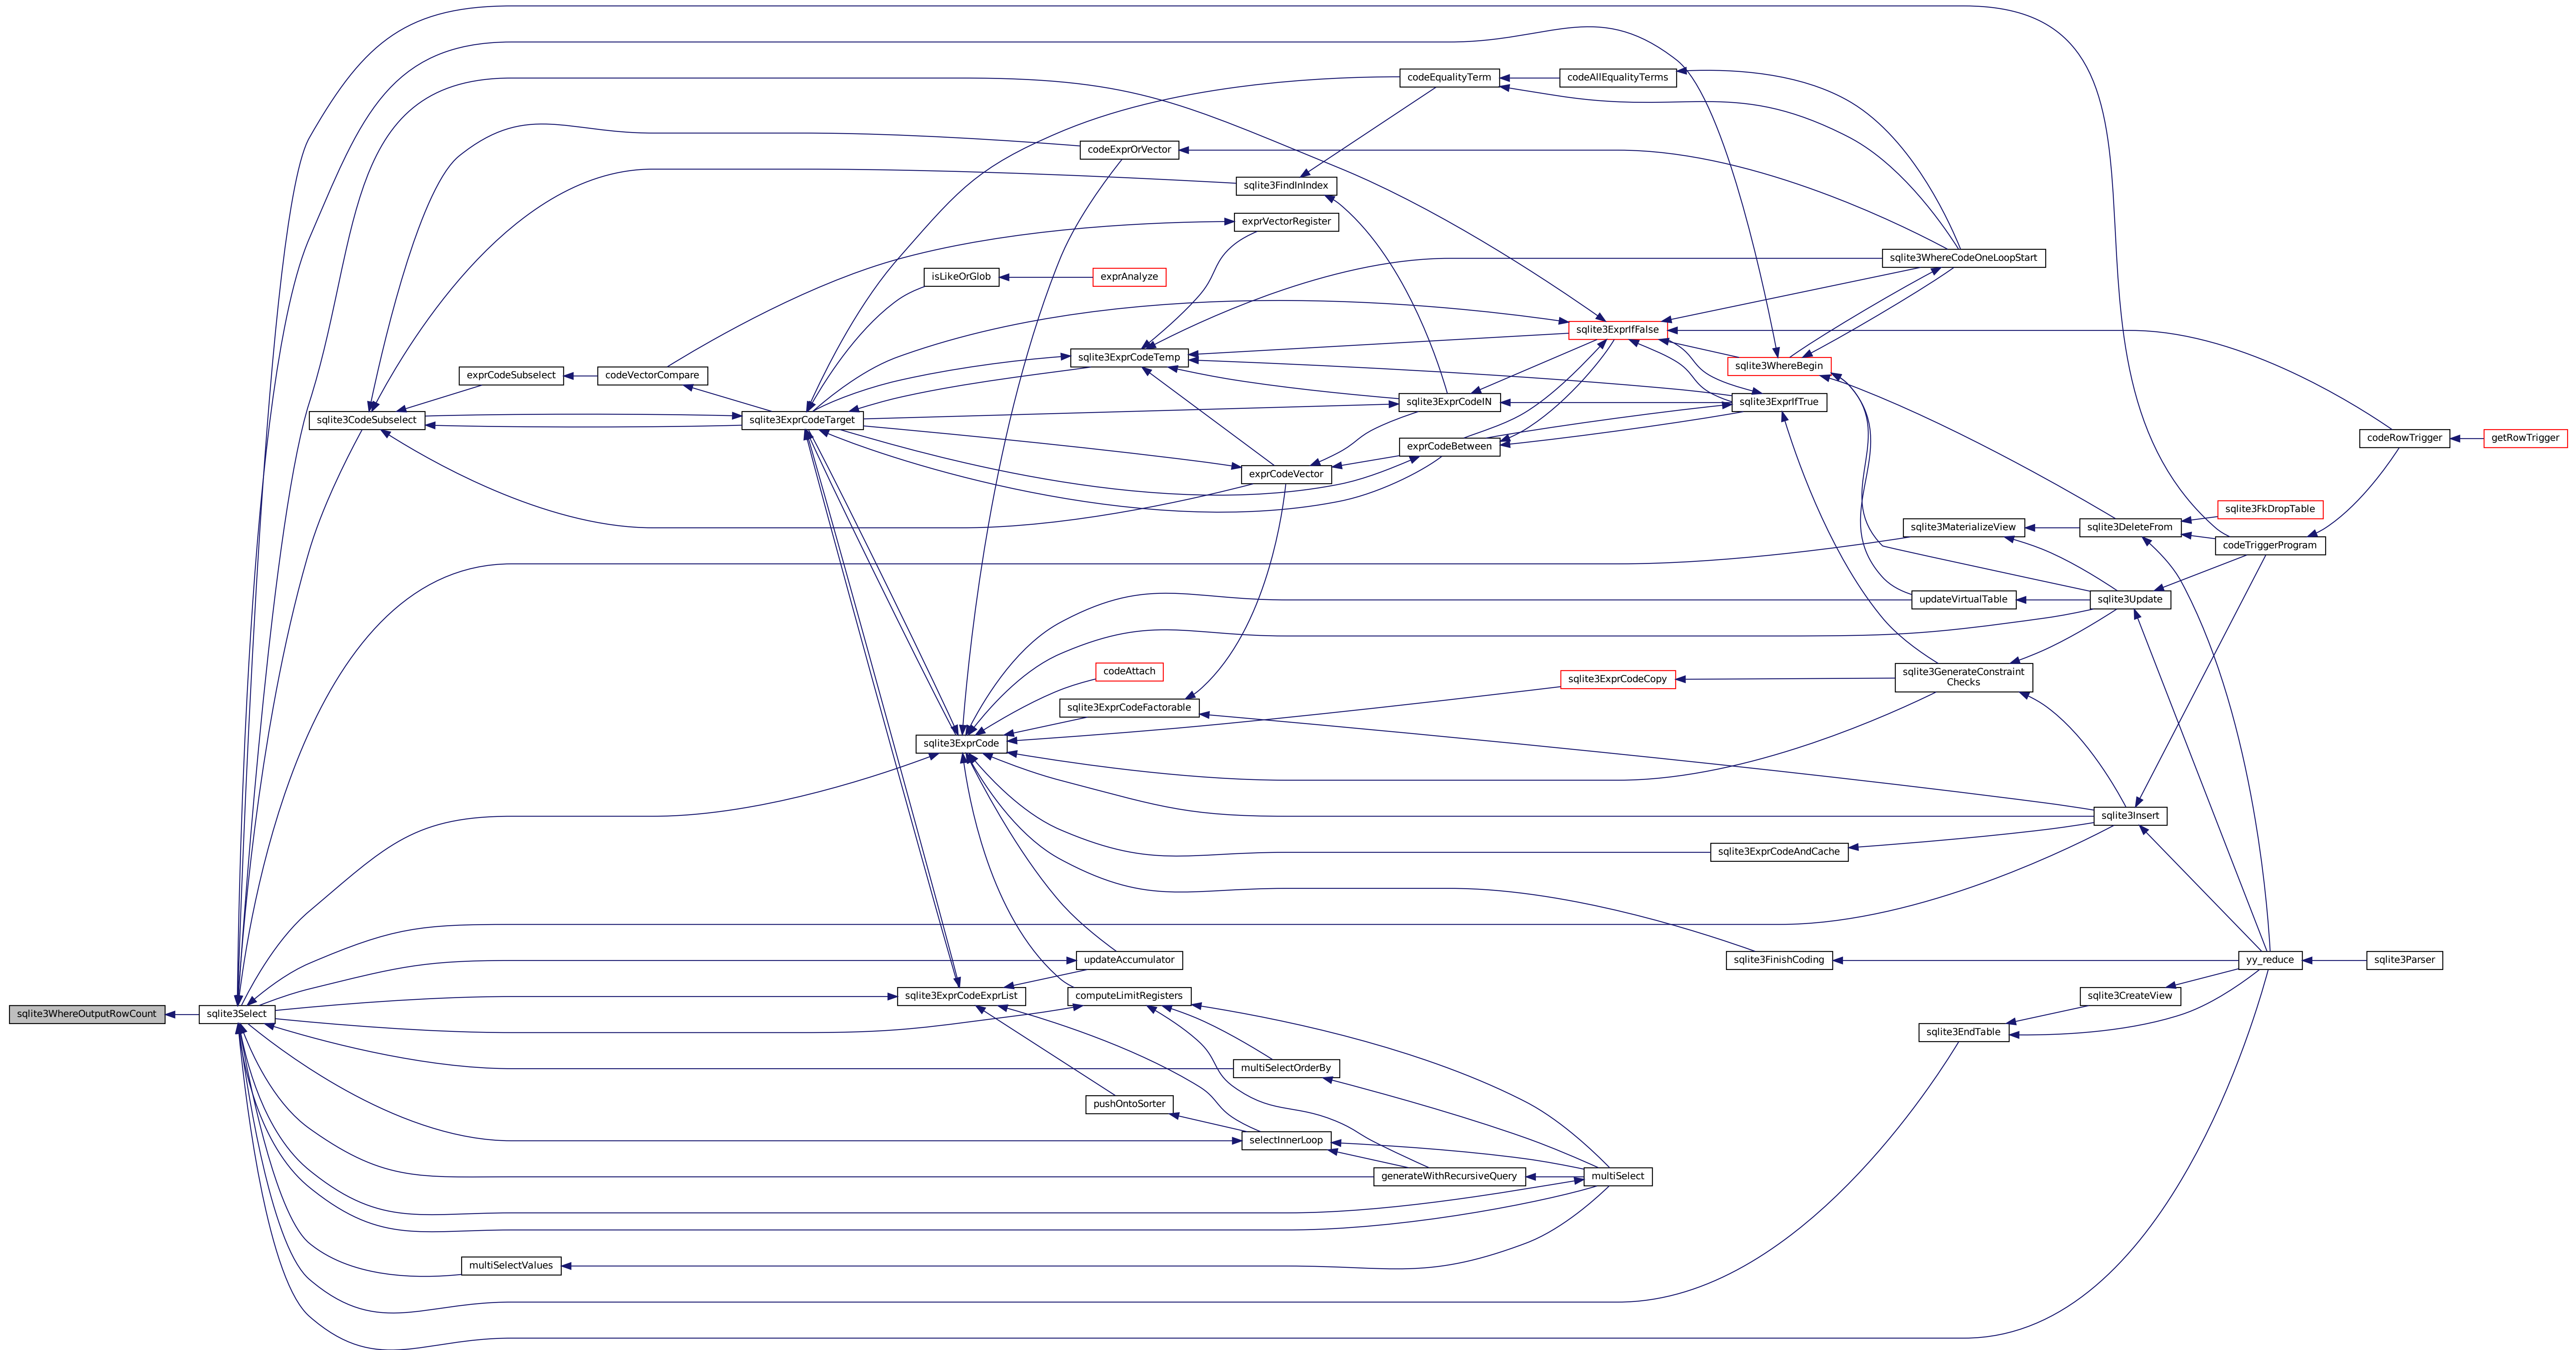 codeEqualityTerm
codeAllEqualityTerms
codeExprOrVector
sqlite3FindInIndex
exprVectorRegister
sqlite3WhereCodeOneLoopStart
isLikeOrGlob
exprAnalyze
sqlite3ExprIfFalse
sqlite3ExprCodeTemp
sqlite3WhereBegin
exprCodeSubselect
codeVectorCompare
sqlite3ExprCodeIN
sqlite3ExprIfTrue
sqlite3CodeSubselect
sqlite3ExprCodeTarget
codeRowTrigger
getRowTrigger
exprCodeBetween
exprCodeVector
sqlite3FkDropTable
sqlite3MaterializeView
sqlite3DeleteFrom
codeTriggerProgram
updateVirtualTable
sqlite3Update
codeAttach
sqlite3ExprCodeCopy
sqlite3GenerateConstraint
Checks
sqlite3ExprCodeFactorable
sqlite3ExprCode
sqlite3Insert
sqlite3ExprCodeAndCache
updateAccumulator
sqlite3FinishCoding
yy_reduce
sqlite3Parser
sqlite3ExprCodeExprList
computeLimitRegisters
sqlite3CreateView
sqlite3WhereOutputRowCount
sqlite3Select
sqlite3EndTable
multiSelectOrderBy
pushOntoSorter
selectInnerLoop
generateWithRecursiveQuery
multiSelect
multiSelectValues